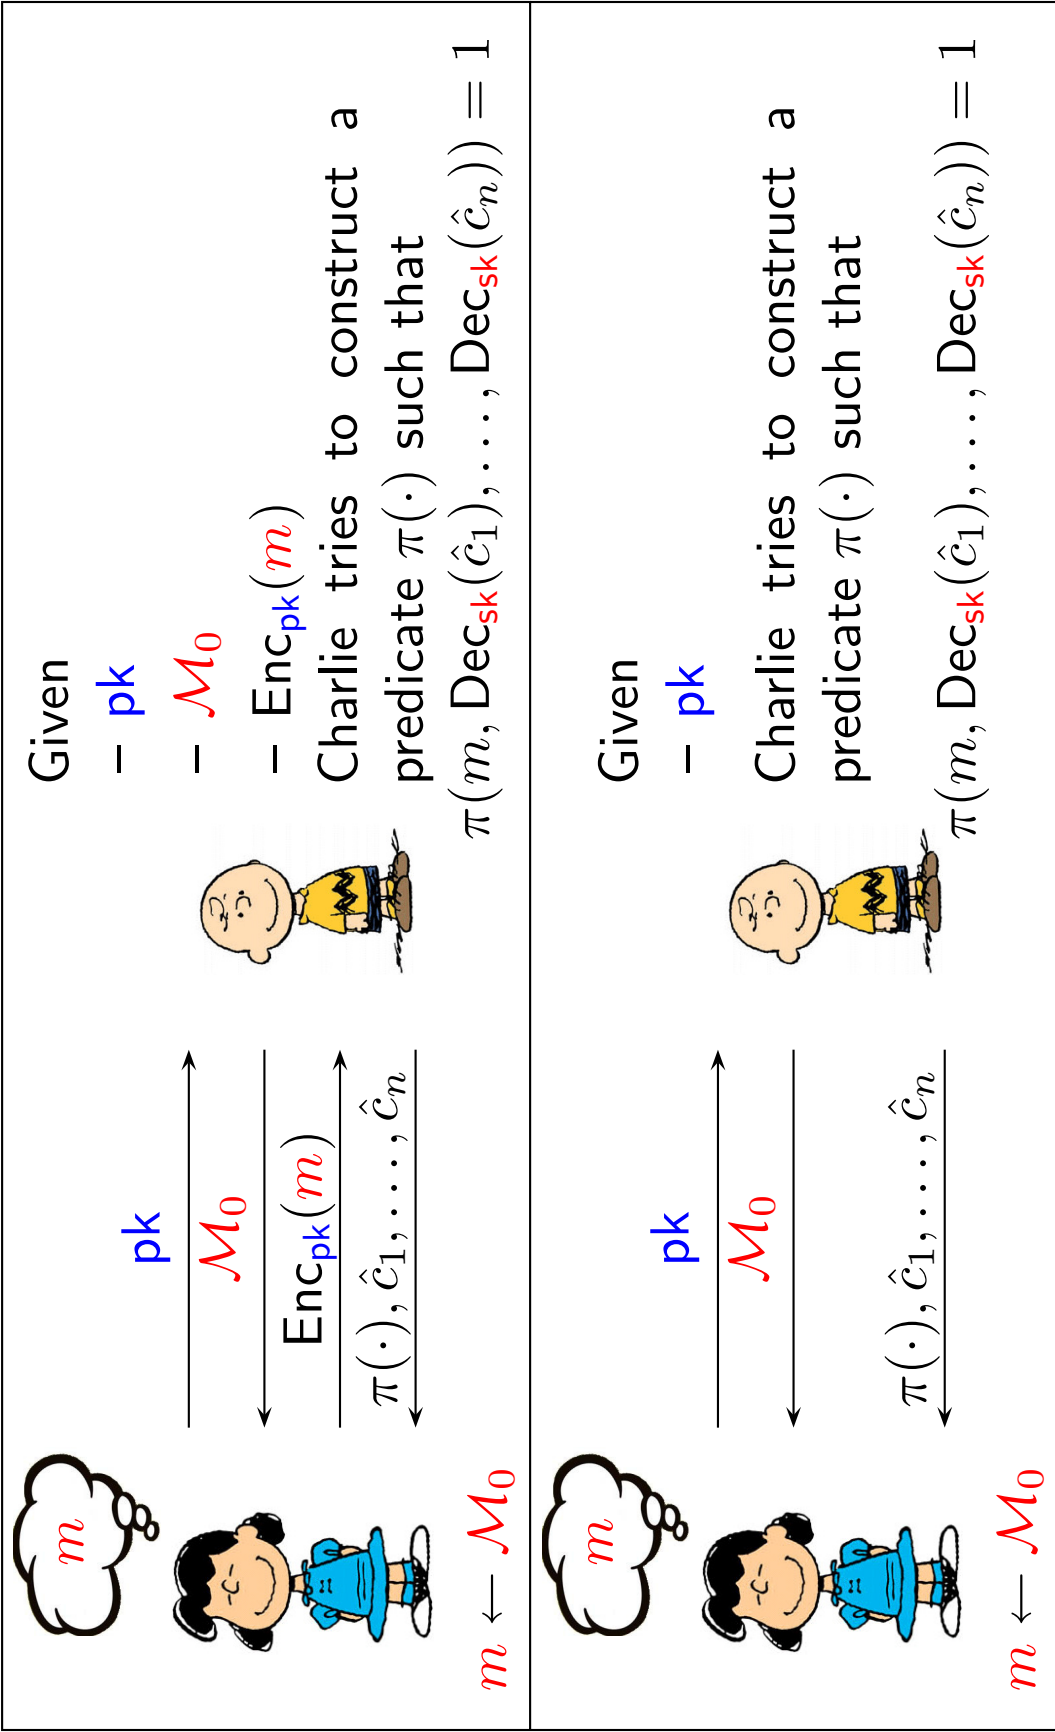 m
m ← ℳ₀
pk
ℳ₀
Enc_pk(m)
π(·), ĉ₁, . . . , ĉₙ
Given
– pk
– ℳ₀
– Enc_pk(m)
Charlie tries to construct a
predicate π(·) such that
π(m, Dec_sk(ĉ₁), . . . , Dec_sk(ĉₙ)) = 1
m
m ← ℳ₀
pk
ℳ₀
π(·), ĉ₁, . . . , ĉₙ
Given
– pk
Charlie tries to construct a
predicate π(·) such that
π(m, Dec_sk(ĉ₁), . . . , Dec_sk(ĉₙ)) = 1